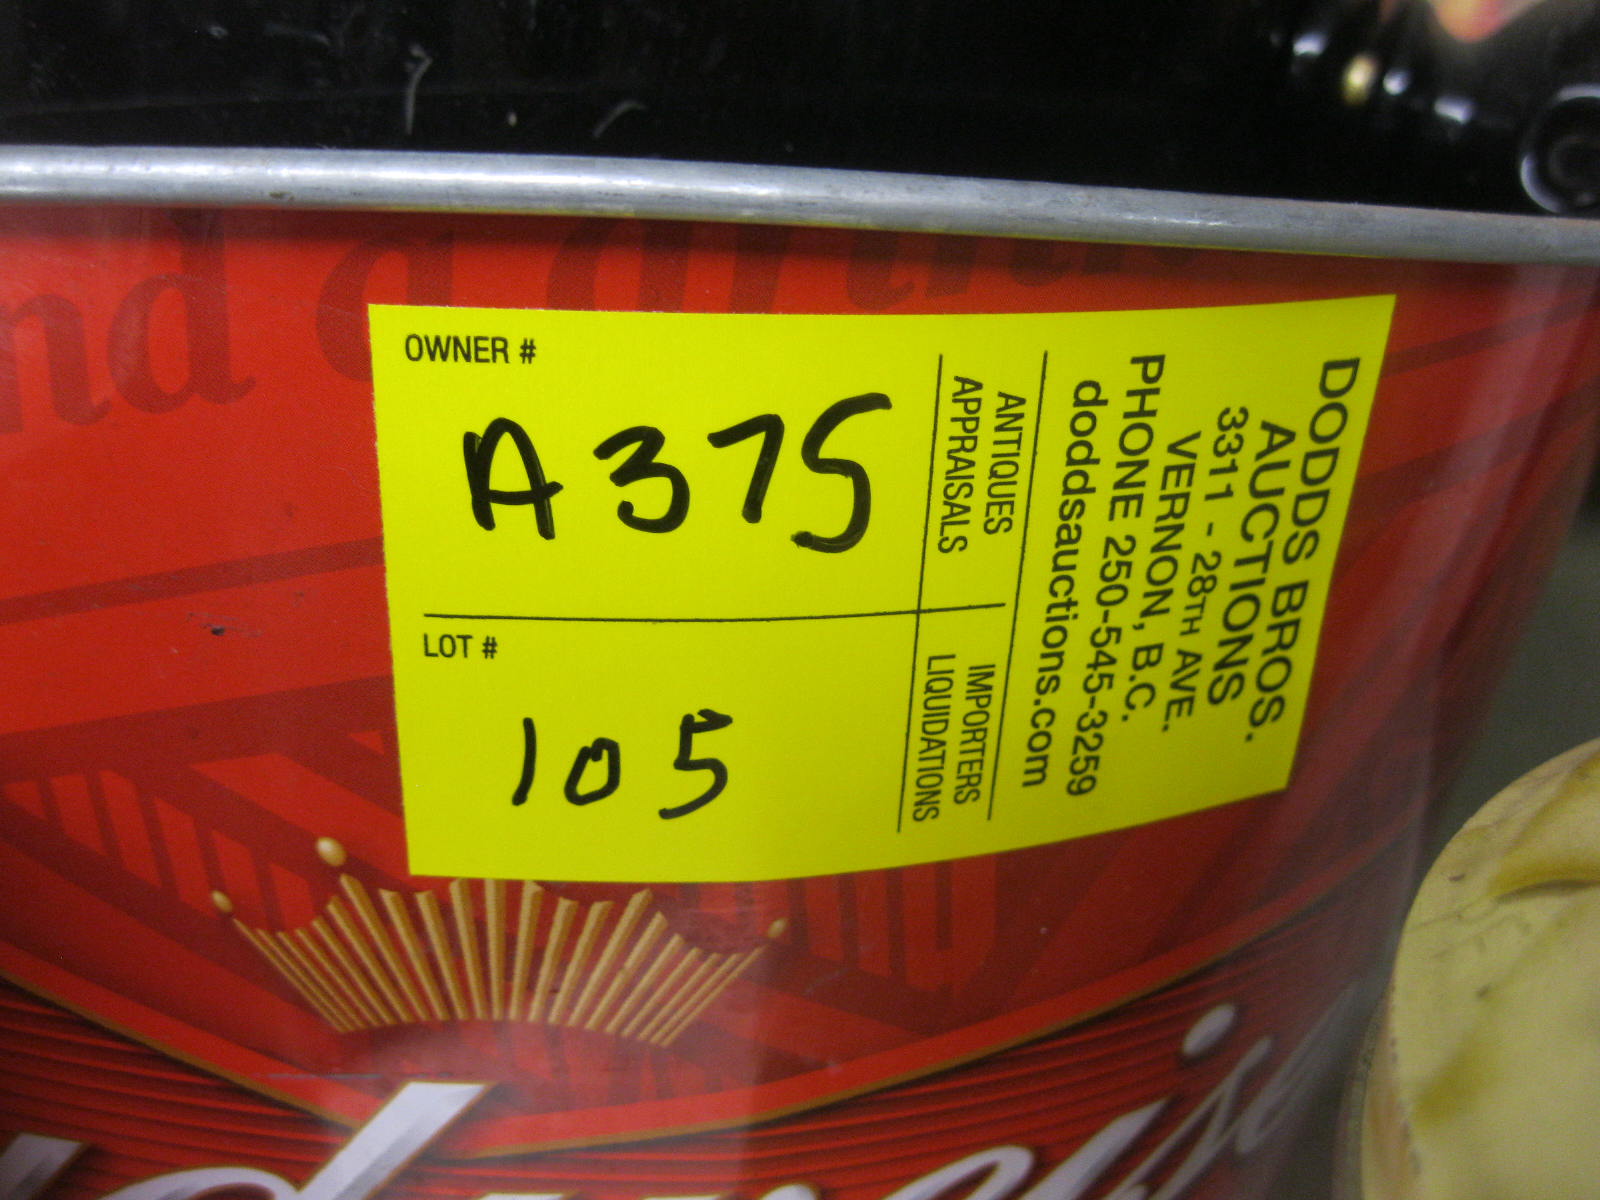 OWNER #
A375
LOT #
105
ANTIQUES
APPRAISALS
IMPORTERS
LIQUIDATIONS
DODDS BROS.
AUCTIONS
3311 - 28TH AVE.
VERNON, B.C.
PHONE 250-545-3259
doddsauctions.com